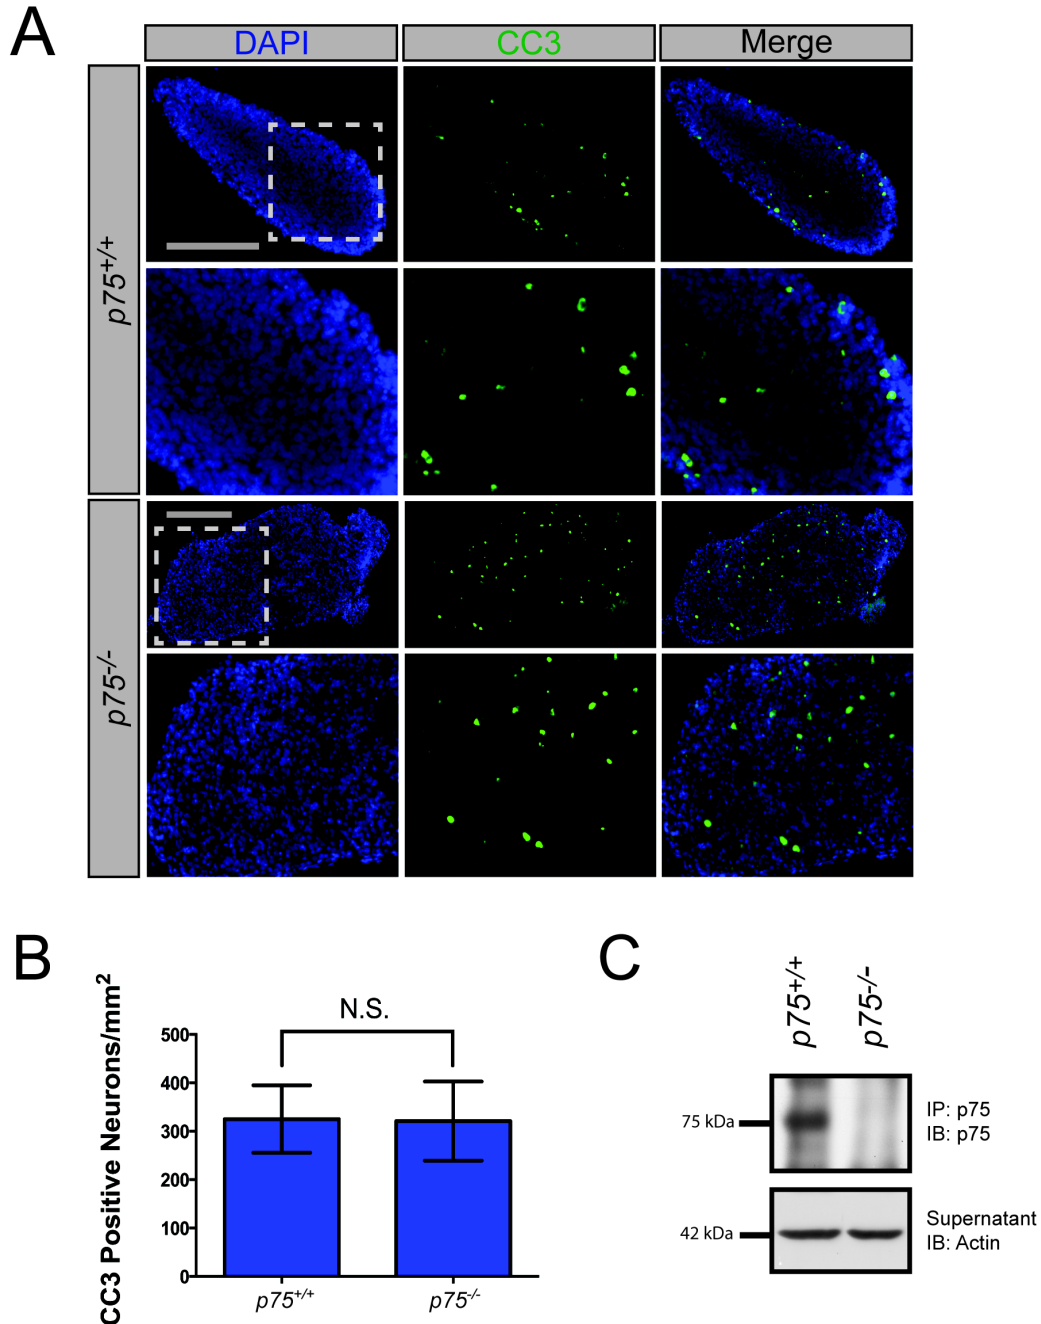 A
DAPI
CC3
Merge
p75+/+
p75-/-
B
CC3 Positive Neurons/mm2
N.S.
500
400
300
200
100
0
p75+/+
p75-/-
C
p75+/+
p75-/-
75 kDa
IP: p75
IB: p75
42 kDa
Supernatant
IB: Actin